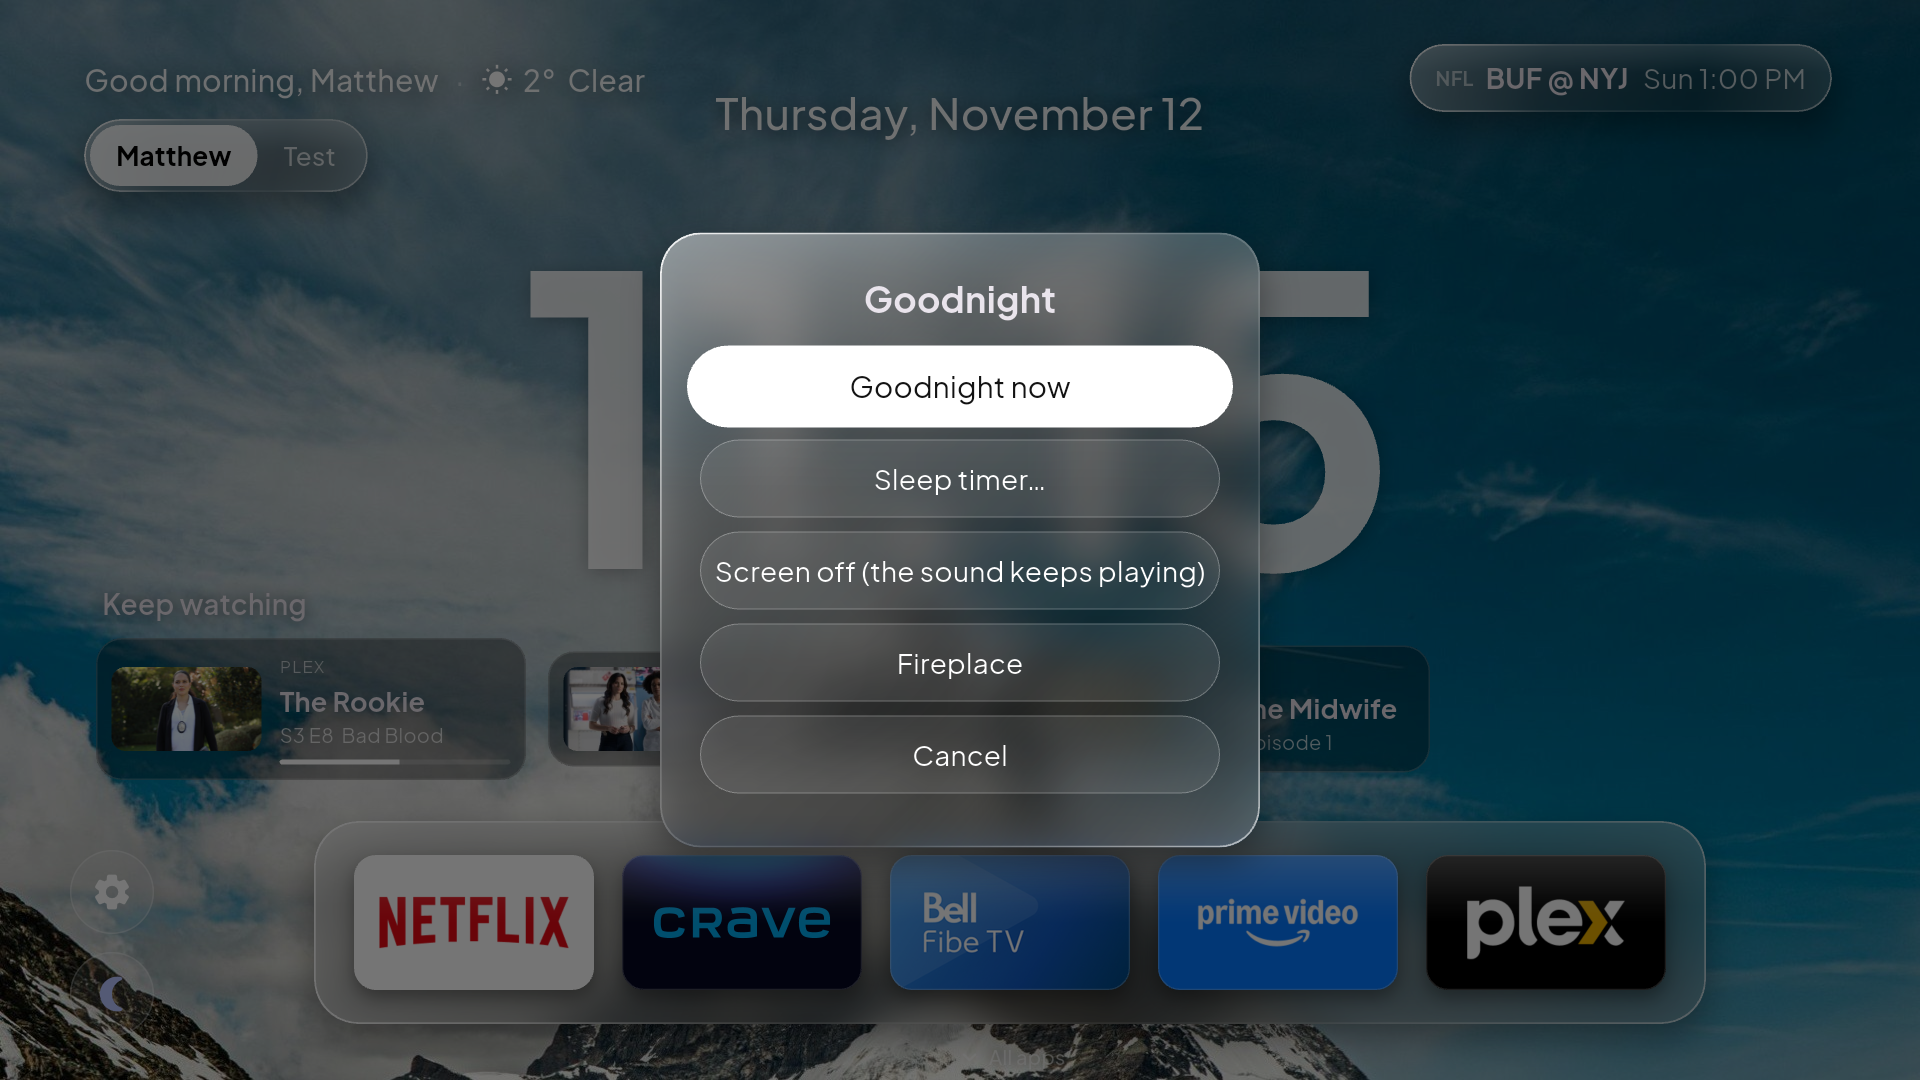 Good morning, Matthew · 2° Clear
NFL BUF @ NYJ Sun 1:00 PM
Thursday, November 12
Matthew Test
Goodnight
Goodnight now
Sleep timer...
Screen off (the sound keeps playing)
Fireplace
Cancel
Keep watching
PLEX
The Rookie
S3 E8 Bad Blood
Midwife
1
NETFLIX
CRAVE
Bell
Fibe TV
prime video
plex
All apps